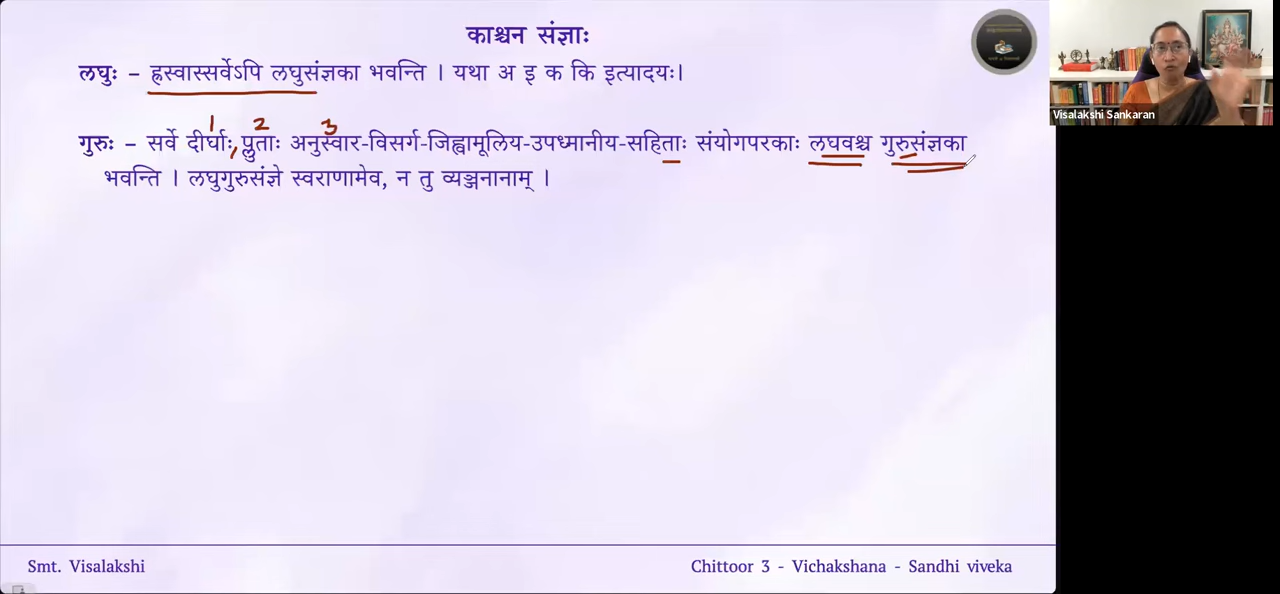 काश्चन संज्ञाः
लघुः – ह्रस्वास्सर्वेऽपि लघुसंज्ञका भवन्ति । यथा अ इ क कि इत्यादयः।
1 2 3
गुरुः – सर्वे दीर्घाः, प्लुताः अनुस्वार-विसर्ग-जिह्वामूलिय-उपध्मानीय-सहिताः संयोगपरकाः लघवश्च गुरुसंज्ञका
भवन्ति । लघुगुरुसंज्ञे स्वराणामेव, न तु व्यञ्जनानाम् ।
Visalakshi Sankaran
Smt. Visalakshi
Chittoor 3 - Vichakshana - Sandhi viveka